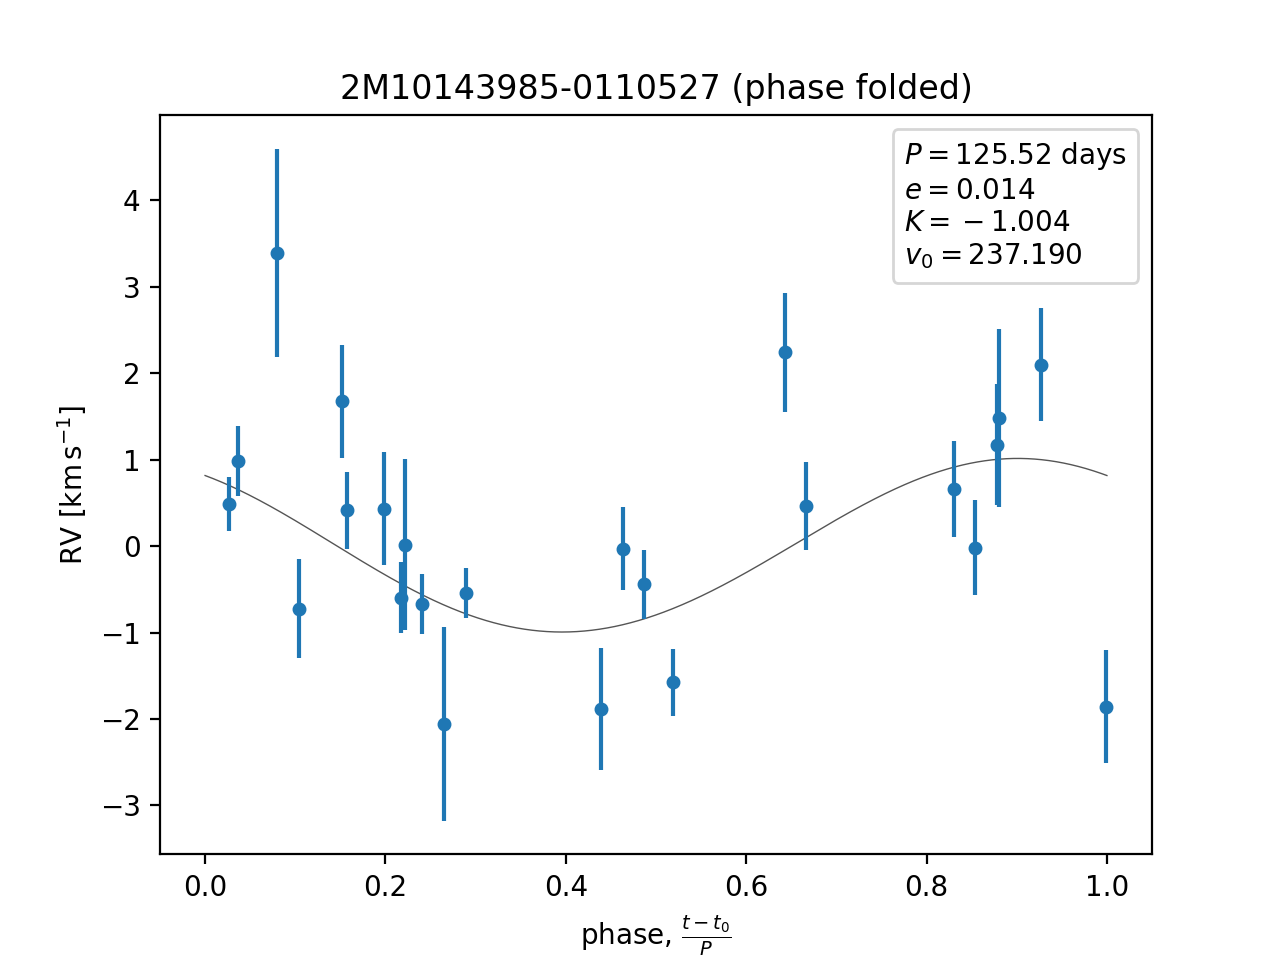 2M10143985-0110527 (phase folded)
P = 125.52 days
e = 0.014
K = −1.004
v₀ = 237.190
RV [km s⁻¹]
4
3
2
1
0
−1
−2
−3
0.0 0.2 0.4 0.6 0.8 1.0
phase, (t − t₀)/P